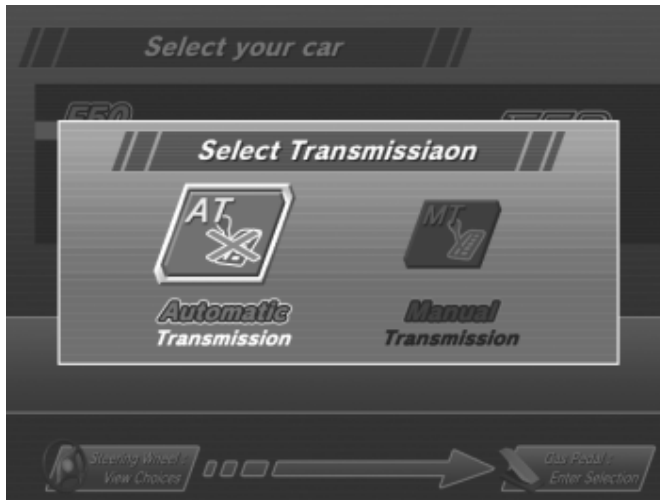 Select your car
550
Select Transmissiaon
AT
MT
Automatic
Transmission
Manual
Transmission
Steering Wheel :
View Choices
Gas Pedal :
Enter Selection